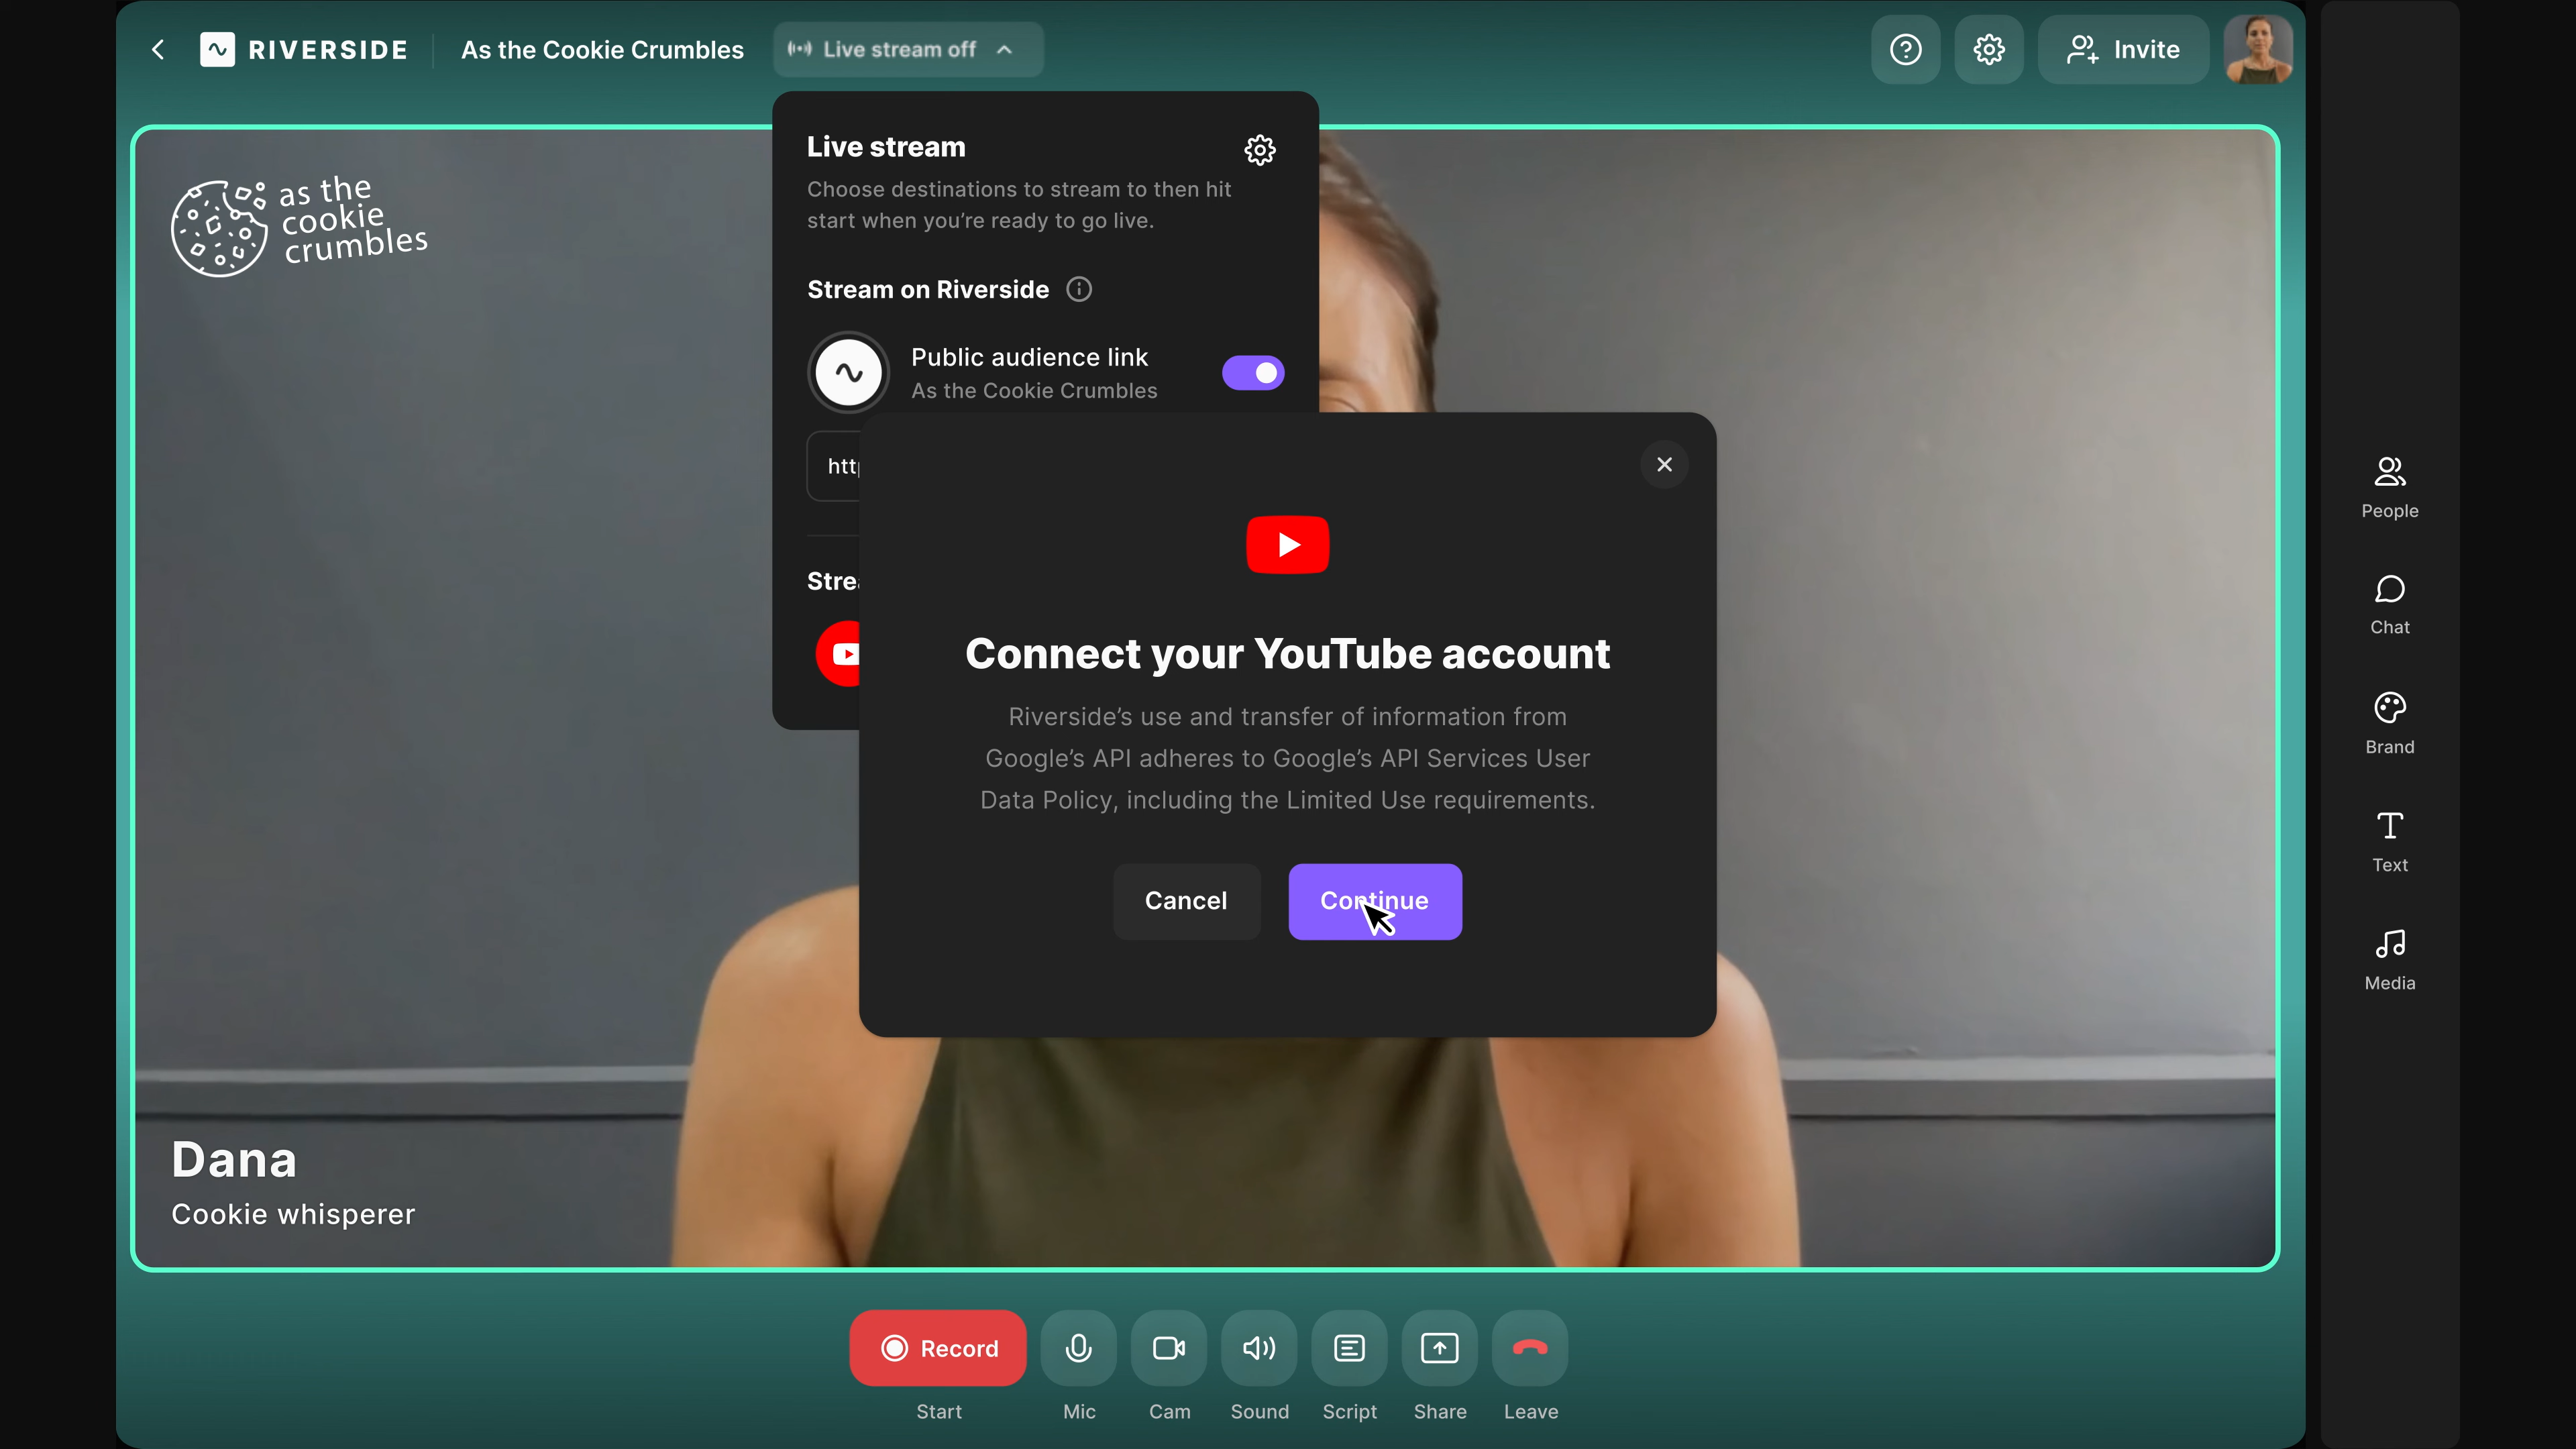 RIVERSIDE
As the Cookie Crumbles
Live stream off
Invite
Live stream
Choose destinations to stream to then hit
start when you're ready to go live.
Stream on Riverside
Public audience link
As the Cookie Crumbles
as the
cookie
crumbles
Connect your YouTube account
Riverside's use and transfer of information from
Google's API adheres to Google's API Services User
Data Policy, including the Limited Use requirements.
Cancel
Continue
People
Chat
Brand
Text
Media
Dana
Cookie whisperer
Record
Start
Mic
Cam
Sound
Script
Share
Leave